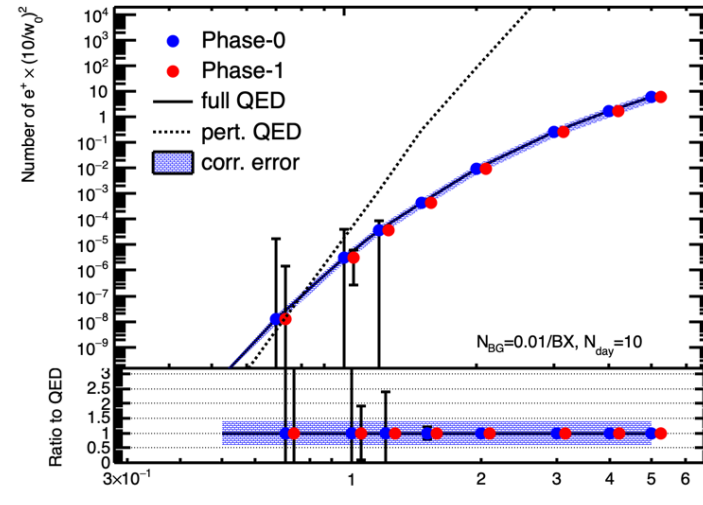 Number of e⁺ × (10/w₀)²
10⁴
10³
10²
10
1
10⁻¹
10⁻²
10⁻³
10⁻⁴
10⁻⁵
10⁻⁶
10⁻⁷
10⁻⁸
10⁻⁹
Phase-0
Phase-1
full QED
pert. QED
corr. error
N_BG=0.01/BX, N_day=10
Ratio to QED
3
2.5
2
1.5
1
0.5
0
3×10⁻¹ 1 2 3 4 5 6